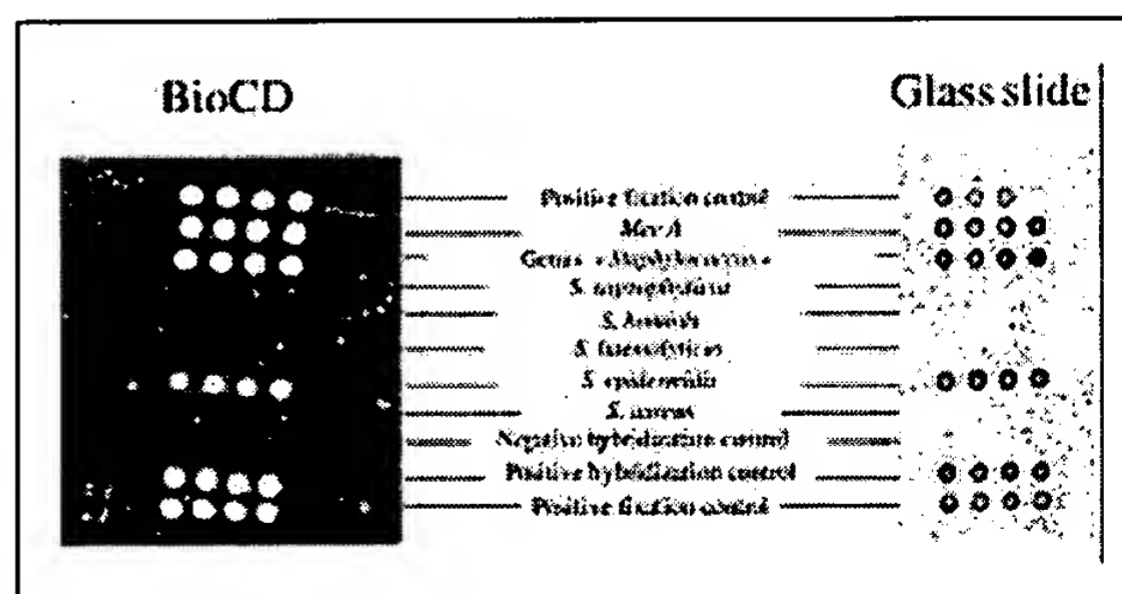 BioCD
Glass slide
Positive fixation control
MecA
Genus «Staphylococcus»
S.
S. hominis
S. haemolyticus
S. epidermidis
S. aureus
Negative hybridization control
Positive hybridization control
Positive fixation control